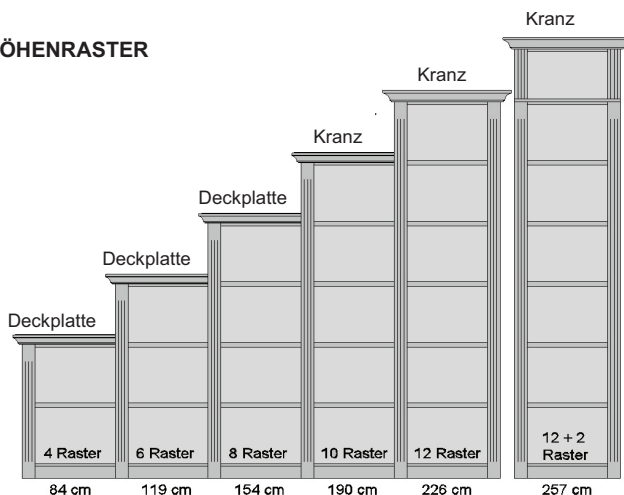 Kranz
ÖHENRASTER
Kranz
Kranz
Deckplatte
Deckplatte
Deckplatte
4 Raster
6 Raster
8 Raster
10 Raster
12 Raster
12 + 2
Raster
84 cm
119 cm
154 cm
190 cm
226 cm
257 cm